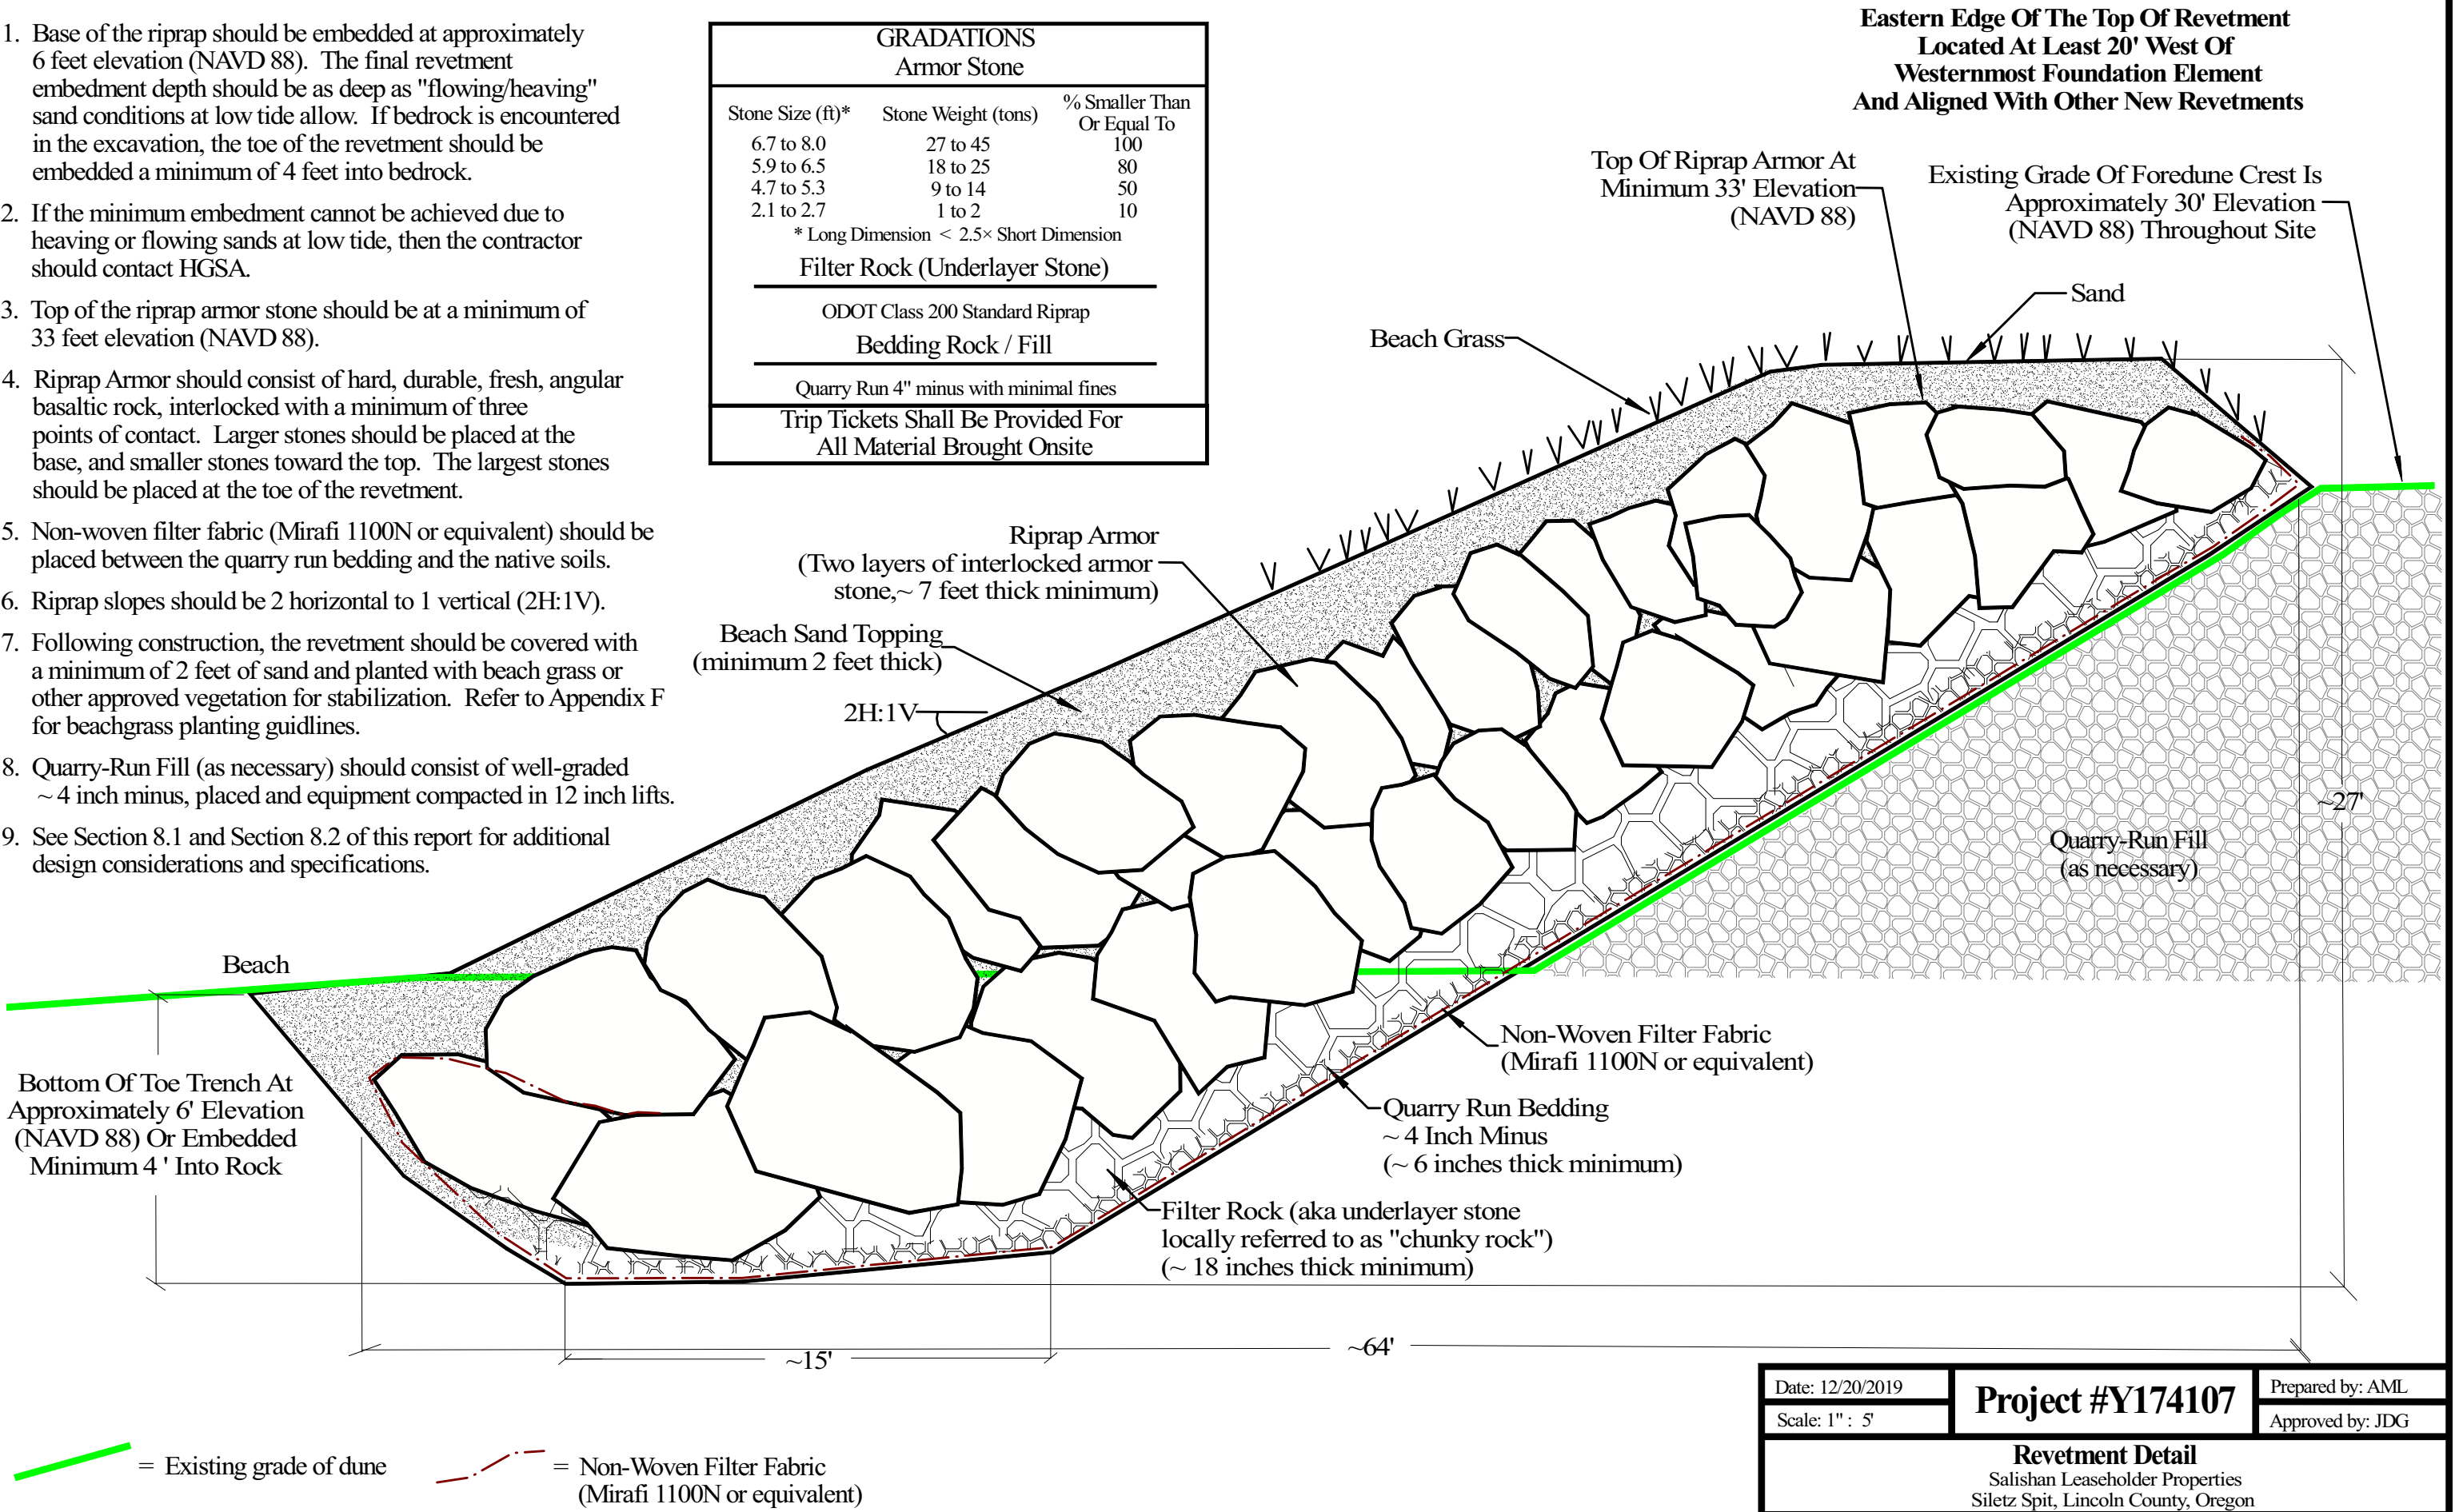 1. Base of the riprap should be embedded at approximately
6 feet elevation (NAVD 88). The final revetment
embedment depth should be as deep as "flowing/heaving"
sand conditions at low tide allow. If bedrock is encountered
in the excavation, the toe of the revetment should be
embedded a minimum of 4 feet into bedrock.
2. If the minimum embedment cannot be achieved due to
heaving or flowing sands at low tide, then the contractor
should contact HGSA.
3. Top of the riprap armor stone should be at a minimum of
33 feet elevation (NAVD 88).
4. Riprap Armor should consist of hard, durable, fresh, angular
basaltic rock, interlocked with a minimum of three
points of contact. Larger stones should be placed at the
base, and smaller stones toward the top. The largest stones
should be placed at the toe of the revetment.
5. Non-woven filter fabric (Mirafi 1100N or equivalent) should be
placed between the quarry run bedding and the native soils.
6. Riprap slopes should be 2 horizontal to 1 vertical (2H:1V).
7. Following construction, the revetment should be covered with
a minimum of 2 feet of sand and planted with beach grass or
other approved vegetation for stabilization. Refer to Appendix F
for beachgrass planting guidlines.
8. Quarry-Run Fill (as necessary) should consist of well-graded
~ 4 inch minus, placed and equipment compacted in 12 inch lifts.
9. See Section 8.1 and Section 8.2 of this report for additional
design considerations and specifications.
GRADATIONS
Armor Stone
Stone Size (ft)* Stone Weight (tons) % Smaller Than
Or Equal To
6.7 to 8.0 27 to 45 100
5.9 to 6.5 18 to 25 80
4.7 to 5.3 9 to 14 50
2.1 to 2.7 1 to 2 10
* Long Dimension < 2.5× Short Dimension
Filter Rock (Underlayer Stone)
ODOT Class 200 Standard Riprap
Bedding Rock / Fill
Quarry Run 4" minus with minimal fines
Trip Tickets Shall Be Provided For
All Material Brought Onsite
Eastern Edge Of The Top Of Revetment
Located At Least 20' West Of
Westernmost Foundation Element
And Aligned With Other New Revetments
Top Of Riprap Armor At
Minimum 33' Elevation
(NAVD 88)
Existing Grade Of Foredune Crest Is
Approximately 30' Elevation
(NAVD 88) Throughout Site
Sand
Beach Grass
Riprap Armor
(Two layers of interlocked armor
stone,~ 7 feet thick minimum)
Beach Sand Topping
(minimum 2 feet thick)
2H:1V
~27'
Quarry-Run Fill
(as necessary)
Beach
Non-Woven Filter Fabric
(Mirafi 1100N or equivalent)
Bottom Of Toe Trench At
Approximately 6' Elevation
(NAVD 88) Or Embedded
Minimum 4 ' Into Rock
Quarry Run Bedding
~ 4 Inch Minus
(~ 6 inches thick minimum)
Filter Rock (aka underlayer stone
locally referred to as "chunky rock")
(~ 18 inches thick minimum)
~15'
~64'
Date: 12/20/2019
Scale: 1" : 5'
Project #Y174107
Prepared by: AML
Approved by: JDG
Revetment Detail
Salishan Leaseholder Properties
Siletz Spit, Lincoln County, Oregon
= Existing grade of dune
= Non-Woven Filter Fabric
(Mirafi 1100N or equivalent)